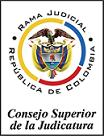 RAMA JUDICIAL
REPÚBLICA DE COLOMBIA
Consejo Superior
de la Judicatura